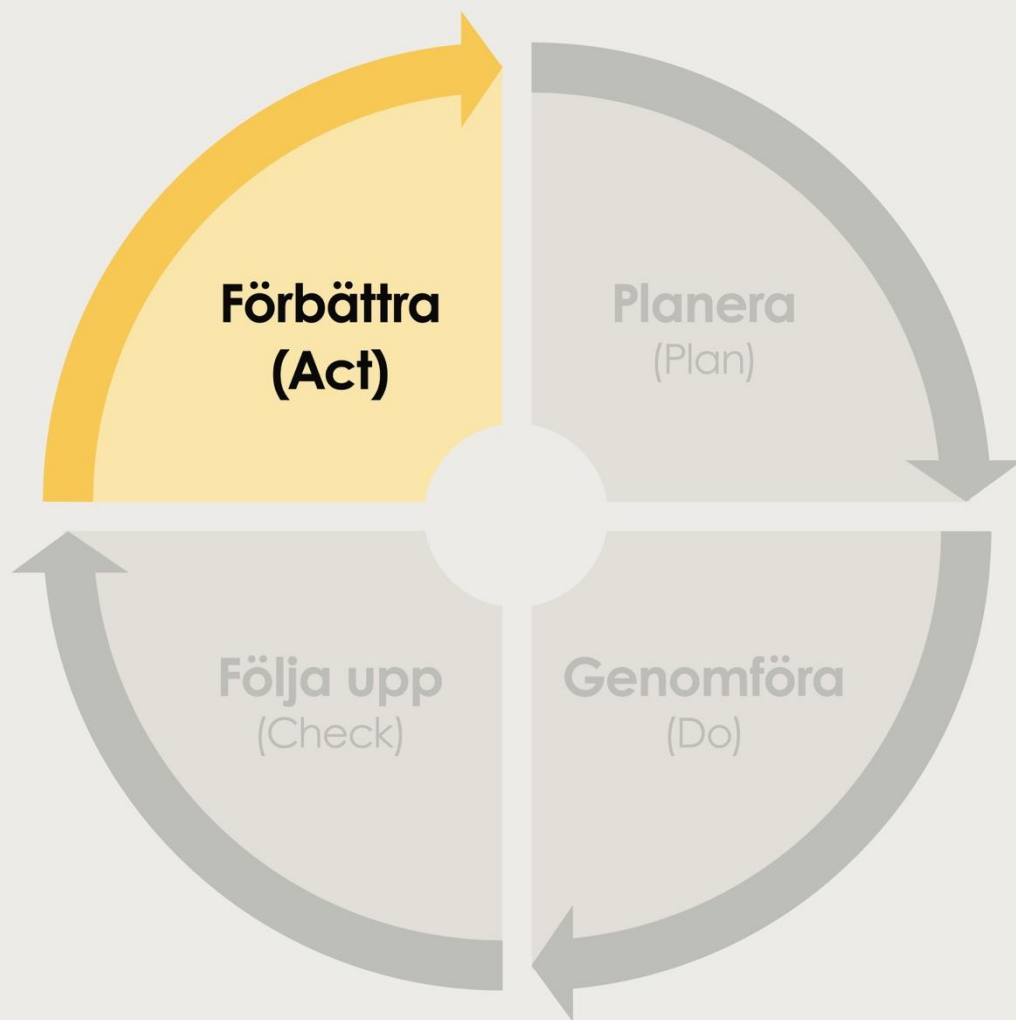 Förbättra
(Act)
Planera
(Plan)
Följa upp
(Check)
Genomföra
(Do)